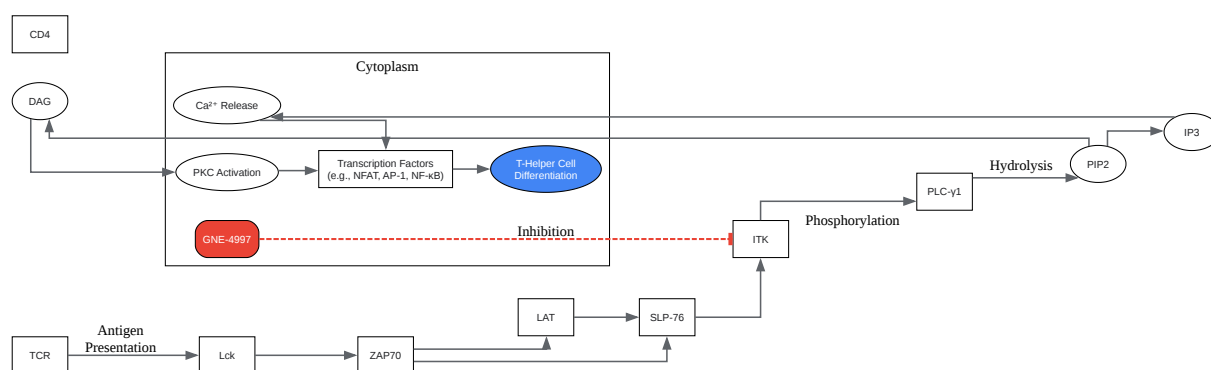 CD4
Cytoplasm
DAG
Ca²⁺ Release
IP3
Transcription Factors
(e.g., NFAT, AP-1, NF-κB)
T-Helper Cell
Differentiation
PKC Activation
Hydrolysis
PIP2
PLC-γ1
Phosphorylation
GNE-4997
Inhibition
ITK
LAT
SLP-76
Antigen
Presentation
TCR
Lck
ZAP70